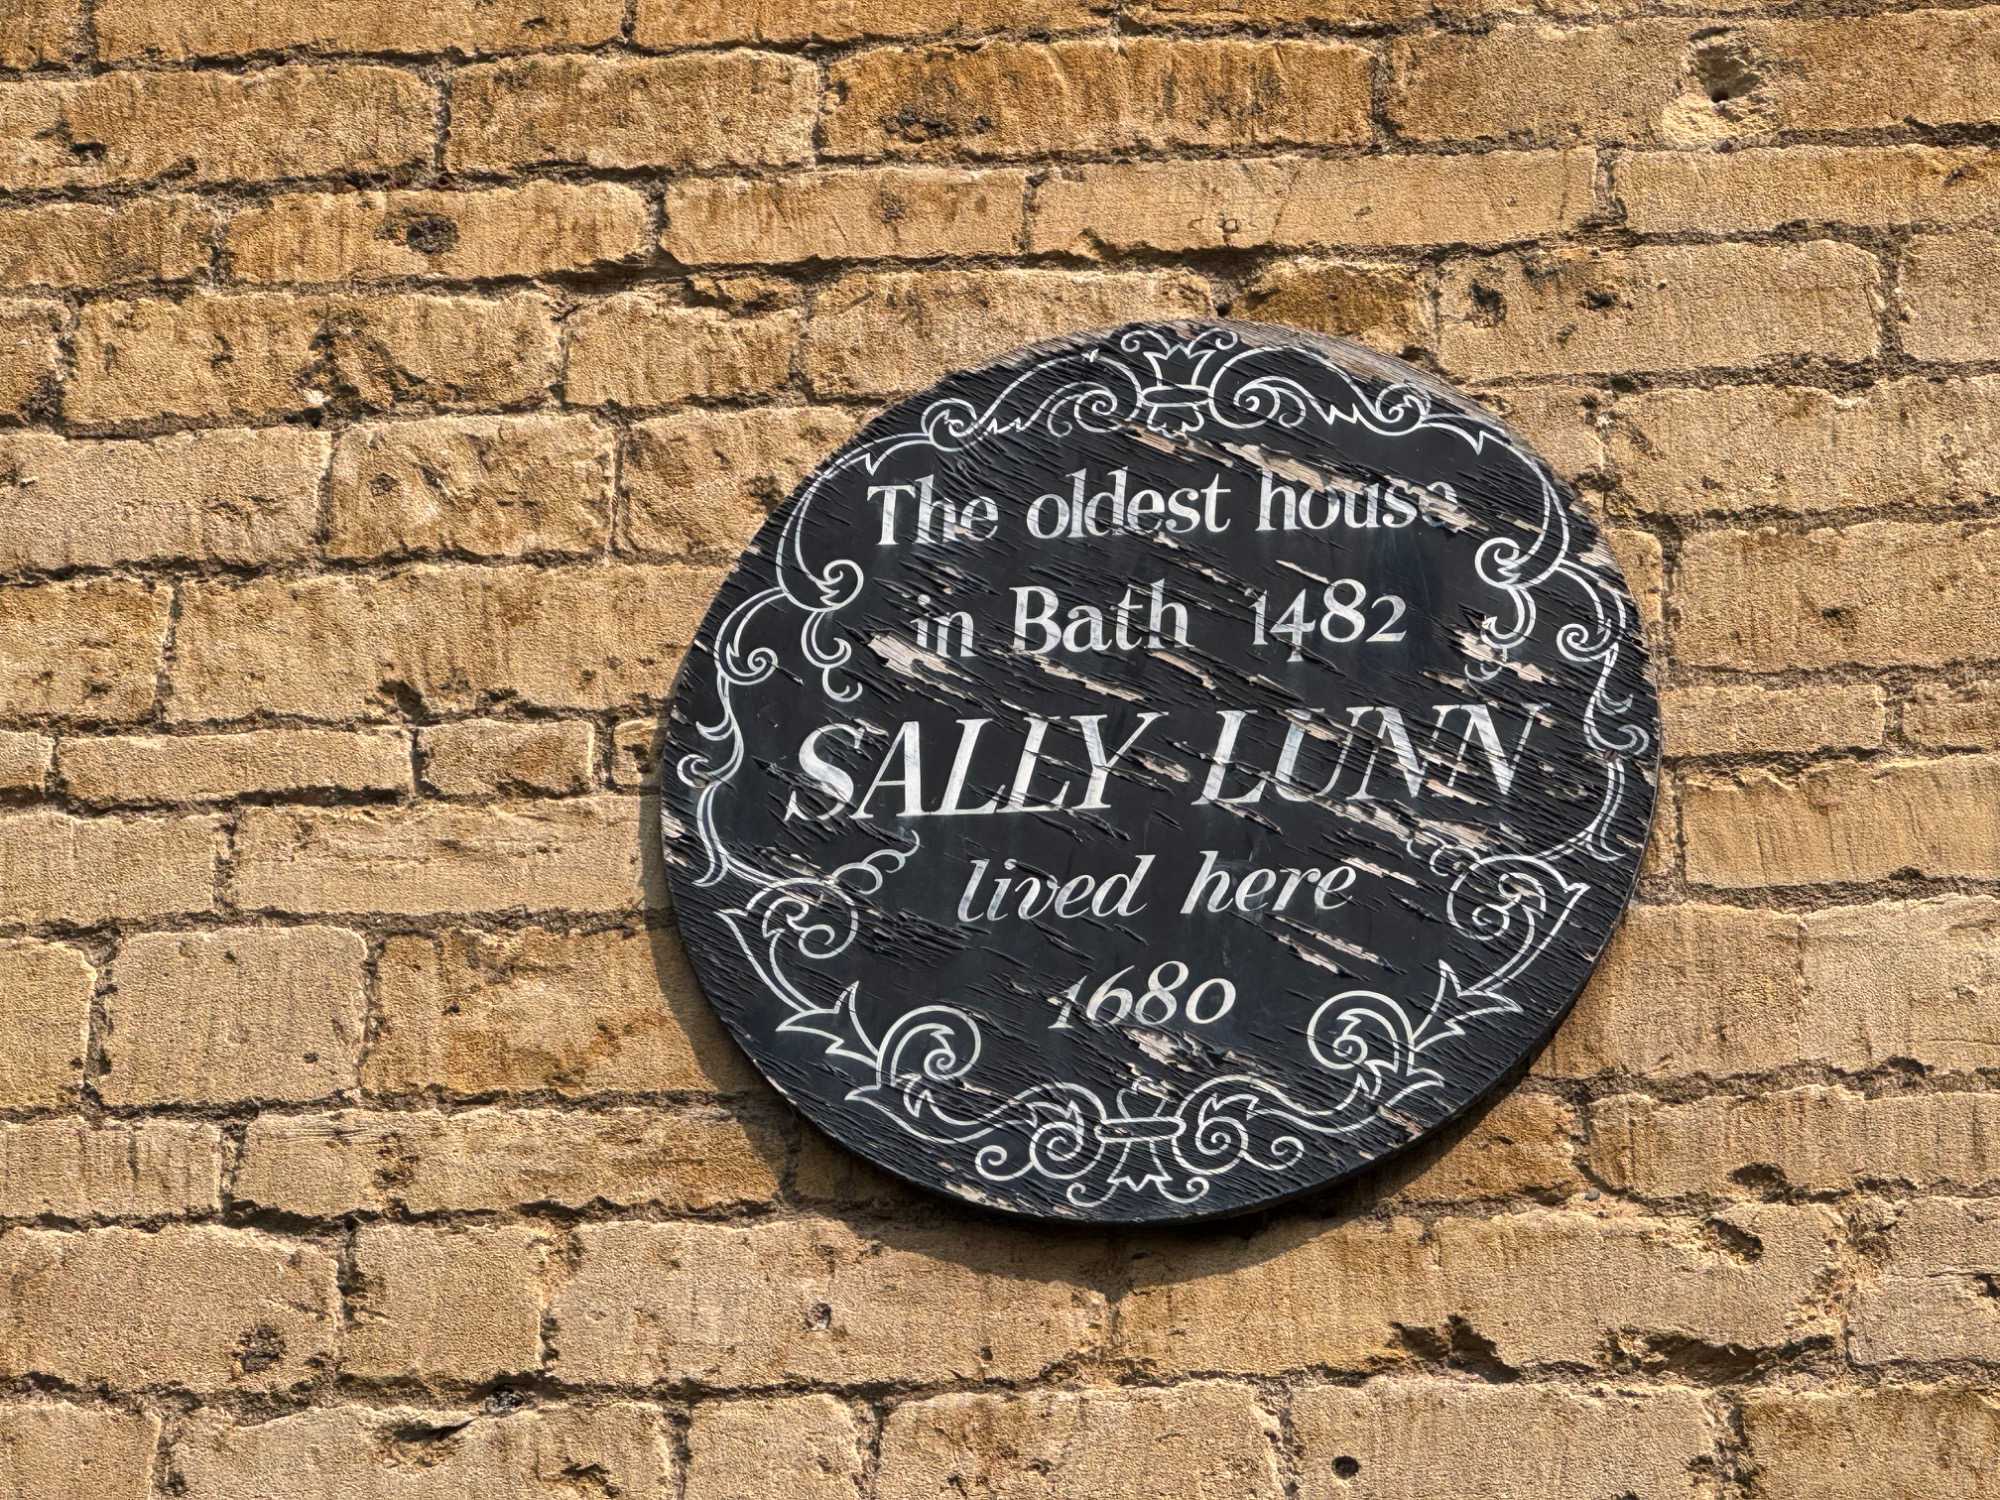 The oldest house
in Bath 1482
SALLY LUNN
lived here
1680